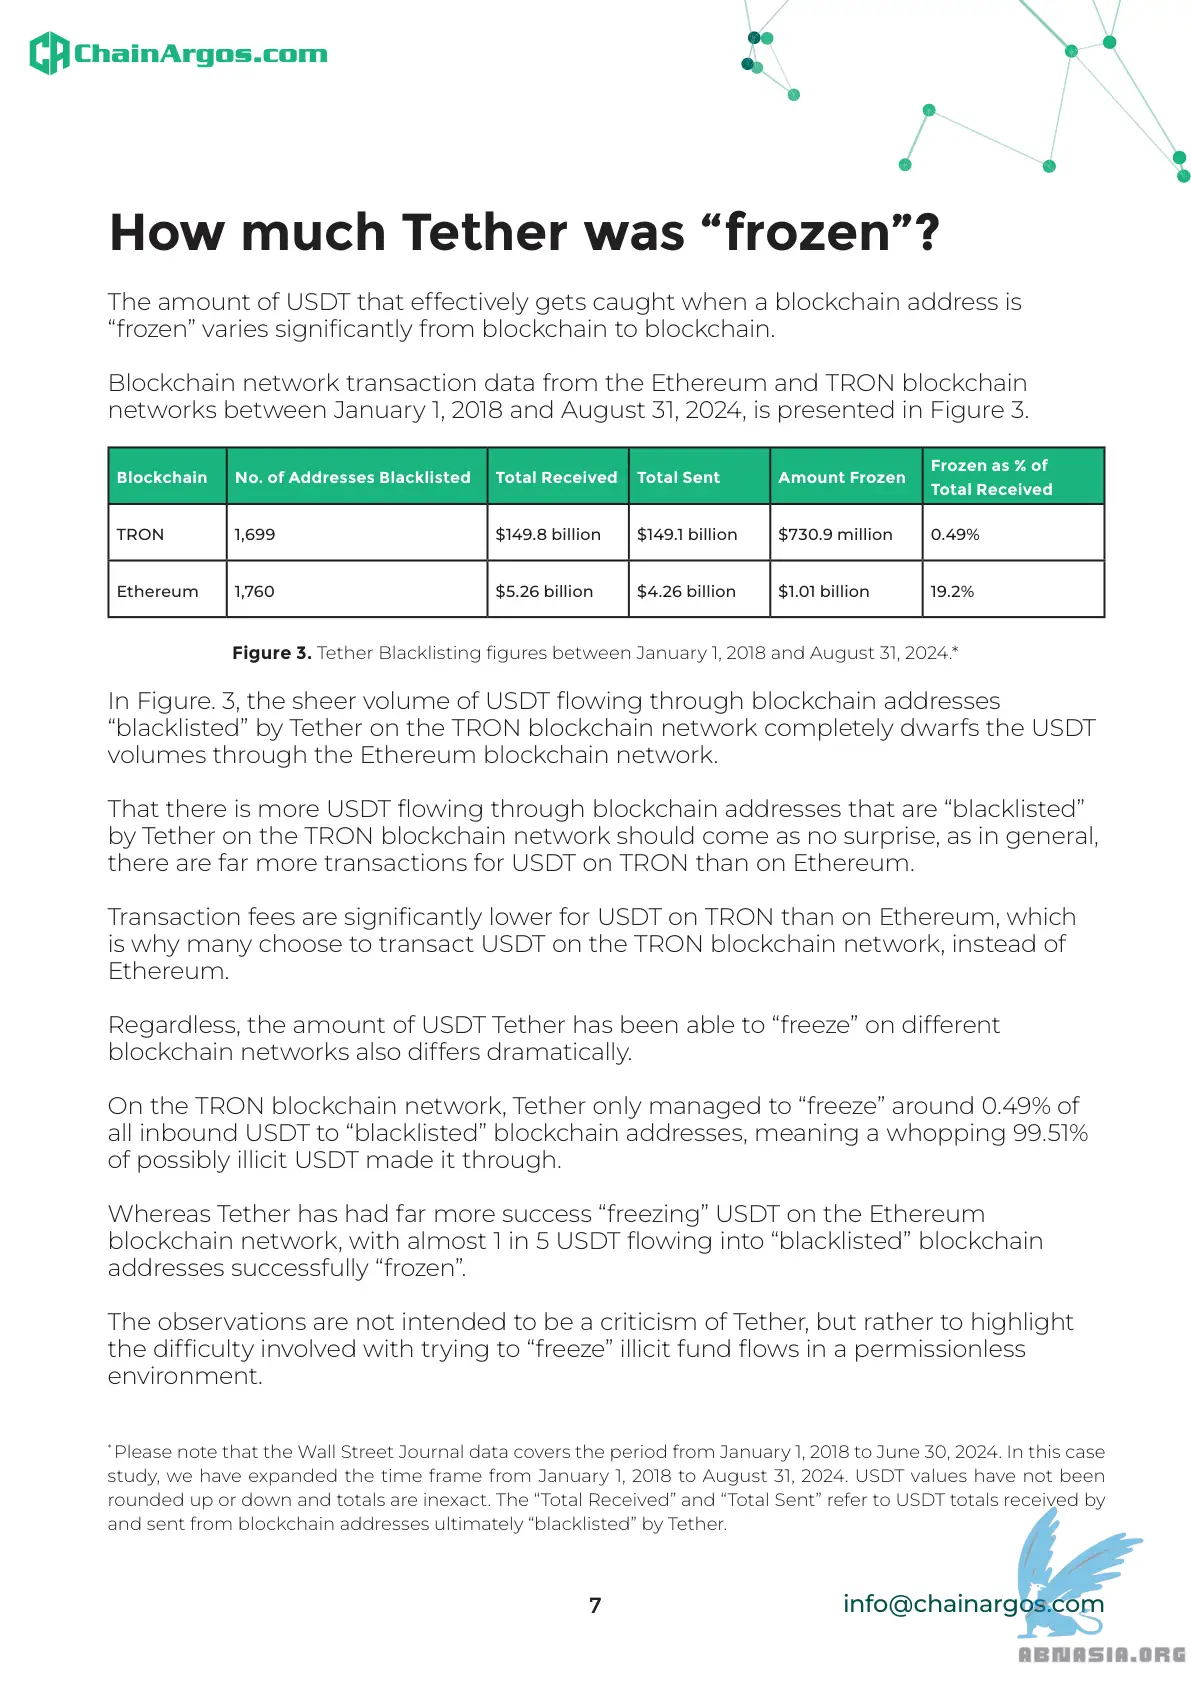 ChainArgos.com
How much Tether was “frozen”?
The amount of USDT that effectively gets caught when a blockchain address is
“frozen” varies significantly from blockchain to blockchain.
Blockchain network transaction data from the Ethereum and TRON blockchain
networks between January 1, 2018 and August 31, 2024, is presented in Figure 3.
Blockchain No. of Addresses Blacklisted Total Received Total Sent Amount Frozen Frozen as % of
Total Received
TRON 1,699 $149.8 billion $149.1 billion $730.9 million 0.49%
Ethereum 1,760 $5.26 billion $4.26 billion $1.01 billion 19.2%
Figure 3. Tether Blacklisting figures between January 1, 2018 and August 31, 2024.*
In Figure. 3, the sheer volume of USDT flowing through blockchain addresses
“blacklisted” by Tether on the TRON blockchain network completely dwarfs the USDT
volumes through the Ethereum blockchain network.
That there is more USDT flowing through blockchain addresses that are “blacklisted”
by Tether on the TRON blockchain network should come as no surprise, as in general,
there are far more transactions for USDT on TRON than on Ethereum.
Transaction fees are significantly lower for USDT on TRON than on Ethereum, which
is why many choose to transact USDT on the TRON blockchain network, instead of
Ethereum.
Regardless, the amount of USDT Tether has been able to “freeze” on different
blockchain networks also differs dramatically.
On the TRON blockchain network, Tether only managed to “freeze” around 0.49% of
all inbound USDT to “blacklisted” blockchain addresses, meaning a whopping 99.51%
of possibly illicit USDT made it through.
Whereas Tether has had far more success “freezing” USDT on the Ethereum
blockchain network, with almost 1 in 5 USDT flowing into “blacklisted” blockchain
addresses successfully “frozen”.
The observations are not intended to be a criticism of Tether, but rather to highlight
the difficulty involved with trying to “freeze” illicit fund flows in a permissionless
environment.
* Please note that the Wall Street Journal data covers the period from January 1, 2018 to June 30, 2024. In this case
study, we have expanded the time frame from January 1, 2018 to August 31, 2024. USDT values have not been
rounded up or down and totals are inexact. The “Total Received” and “Total Sent” refer to USDT totals received by
and sent from blockchain addresses ultimately “blacklisted” by Tether.
7
info@chainargos.com
ABNASIA.ORG